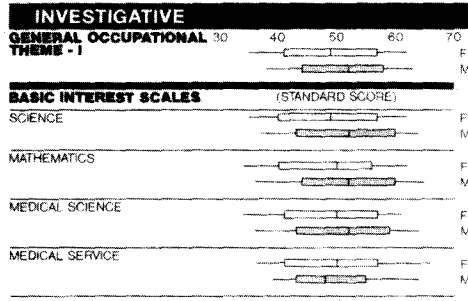 INVESTIGATIVE
GENERAL OCCUPATIONAL 30 40 50 60 70
THEME - I F
M
BASIC INTEREST SCALES (STANDARD SCORE)
SCIENCE F
M
MATHEMATICS F
M
MEDICAL SCIENCE F
M
MEDICAL SERVICE F
M